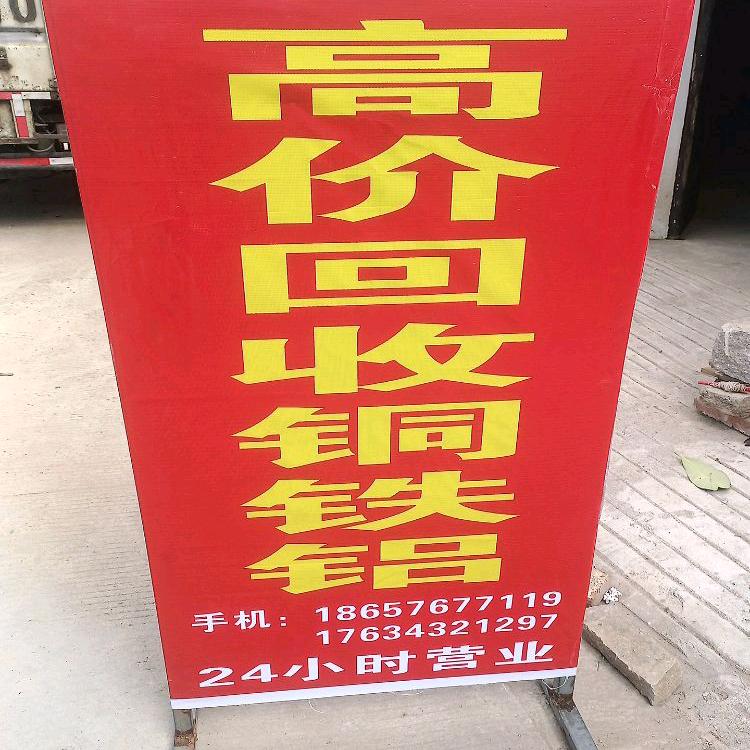 高
价
回
收
铜
铁
铝
手机：18657677119
17634321297
24小时营业